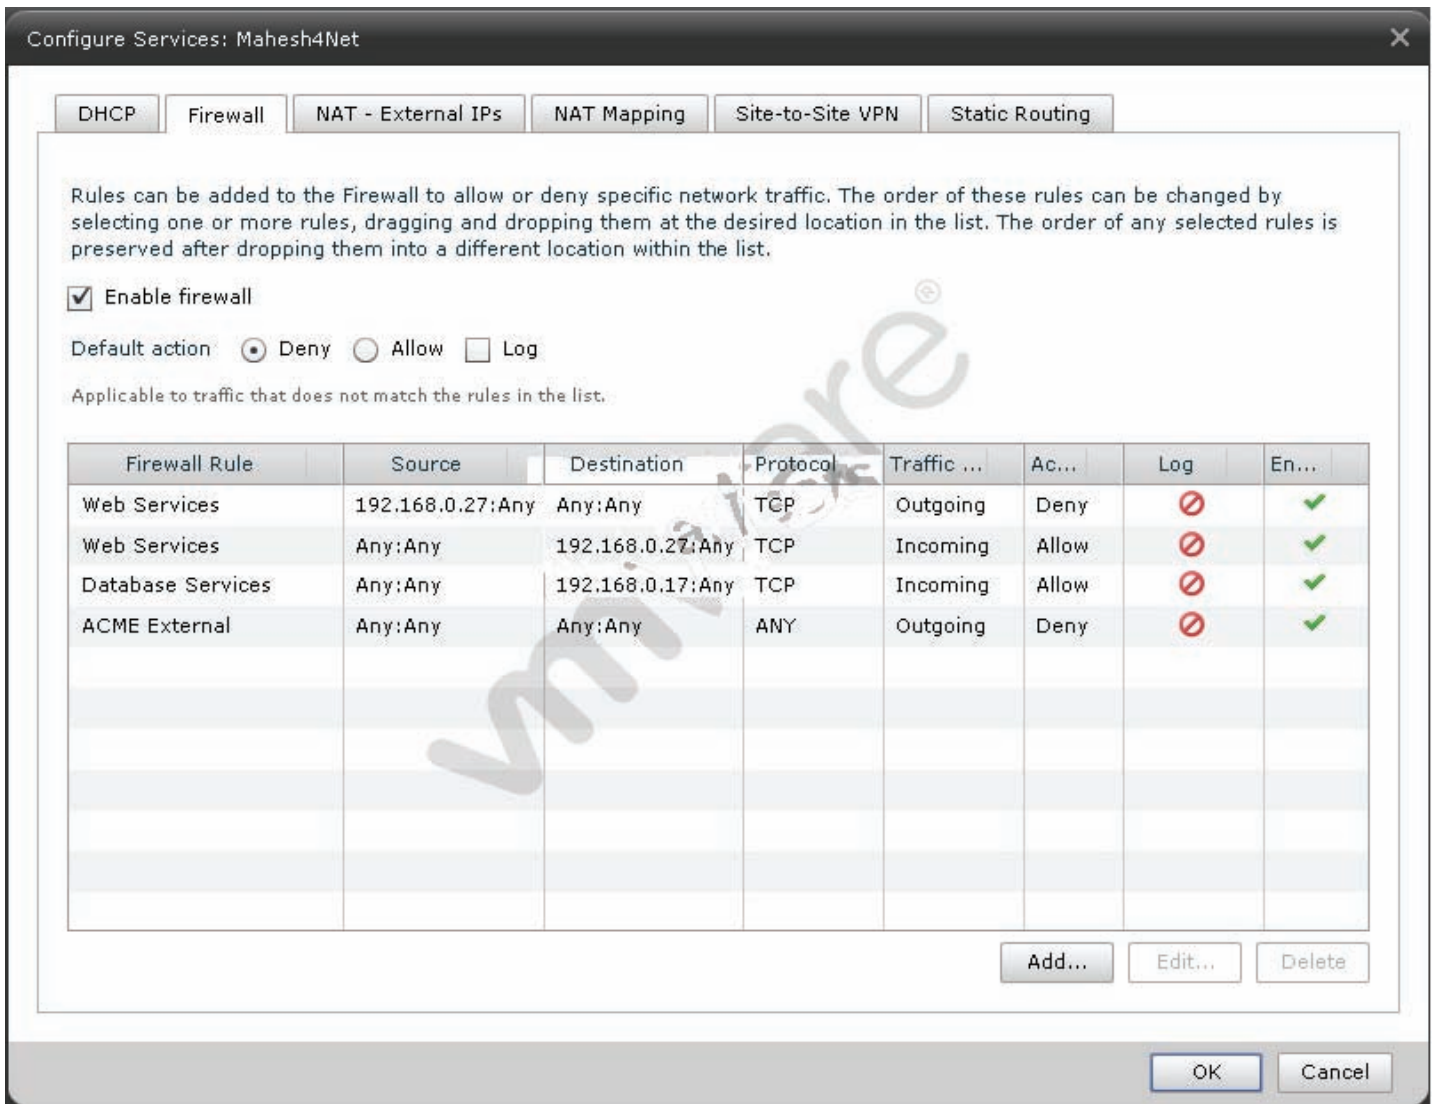 Configure Services: Mahesh4Net
DHCP Firewall NAT - External IPs NAT Mapping Site-to-Site VPN Static Routing
Rules can be added to the Firewall to allow or deny specific network traffic. The order of these rules can be changed by
selecting one or more rules, dragging and dropping them at the desired location in the list. The order of any selected rules is
preserved after dropping them into a different location within the list.
Enable firewall
Default action Deny Allow Log
Applicable to traffic that does not match the rules in the list.
Firewall Rule Source Destination Protocol Traffic ... Ac... Log En...
Web Services 192.168.0.27:Any Any:Any TCP Outgoing Deny
Web Services Any:Any 192.168.0.27:Any TCP Incoming Allow
Database Services Any:Any 192.168.0.17:Any TCP Incoming Allow
ACME External Any:Any Any:Any ANY Outgoing Deny
vmware®
Add... Edit... Delete
OK Cancel